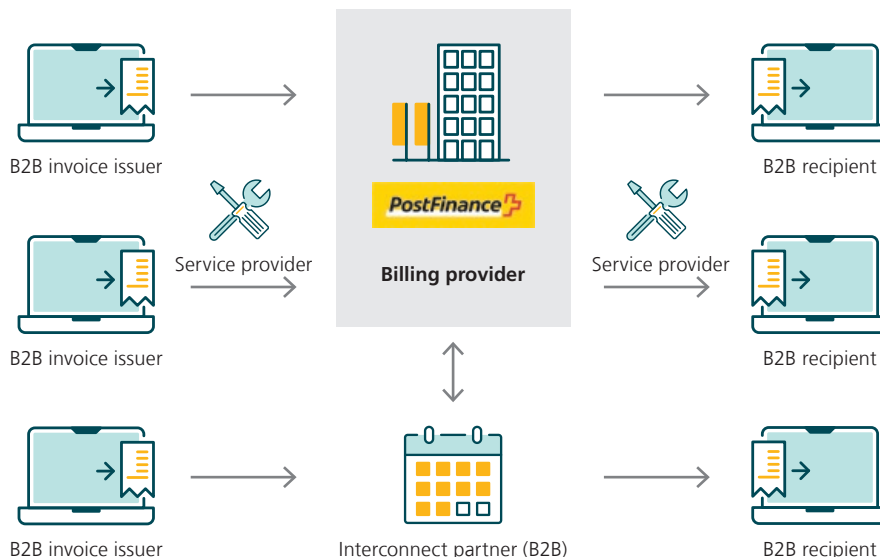 B2B invoice issuer
B2B recipient
PostFinance
Service provider
Billing provider
Service provider
B2B invoice issuer
B2B recipient
B2B invoice issuer
Interconnect partner (B2B)
B2B recipient